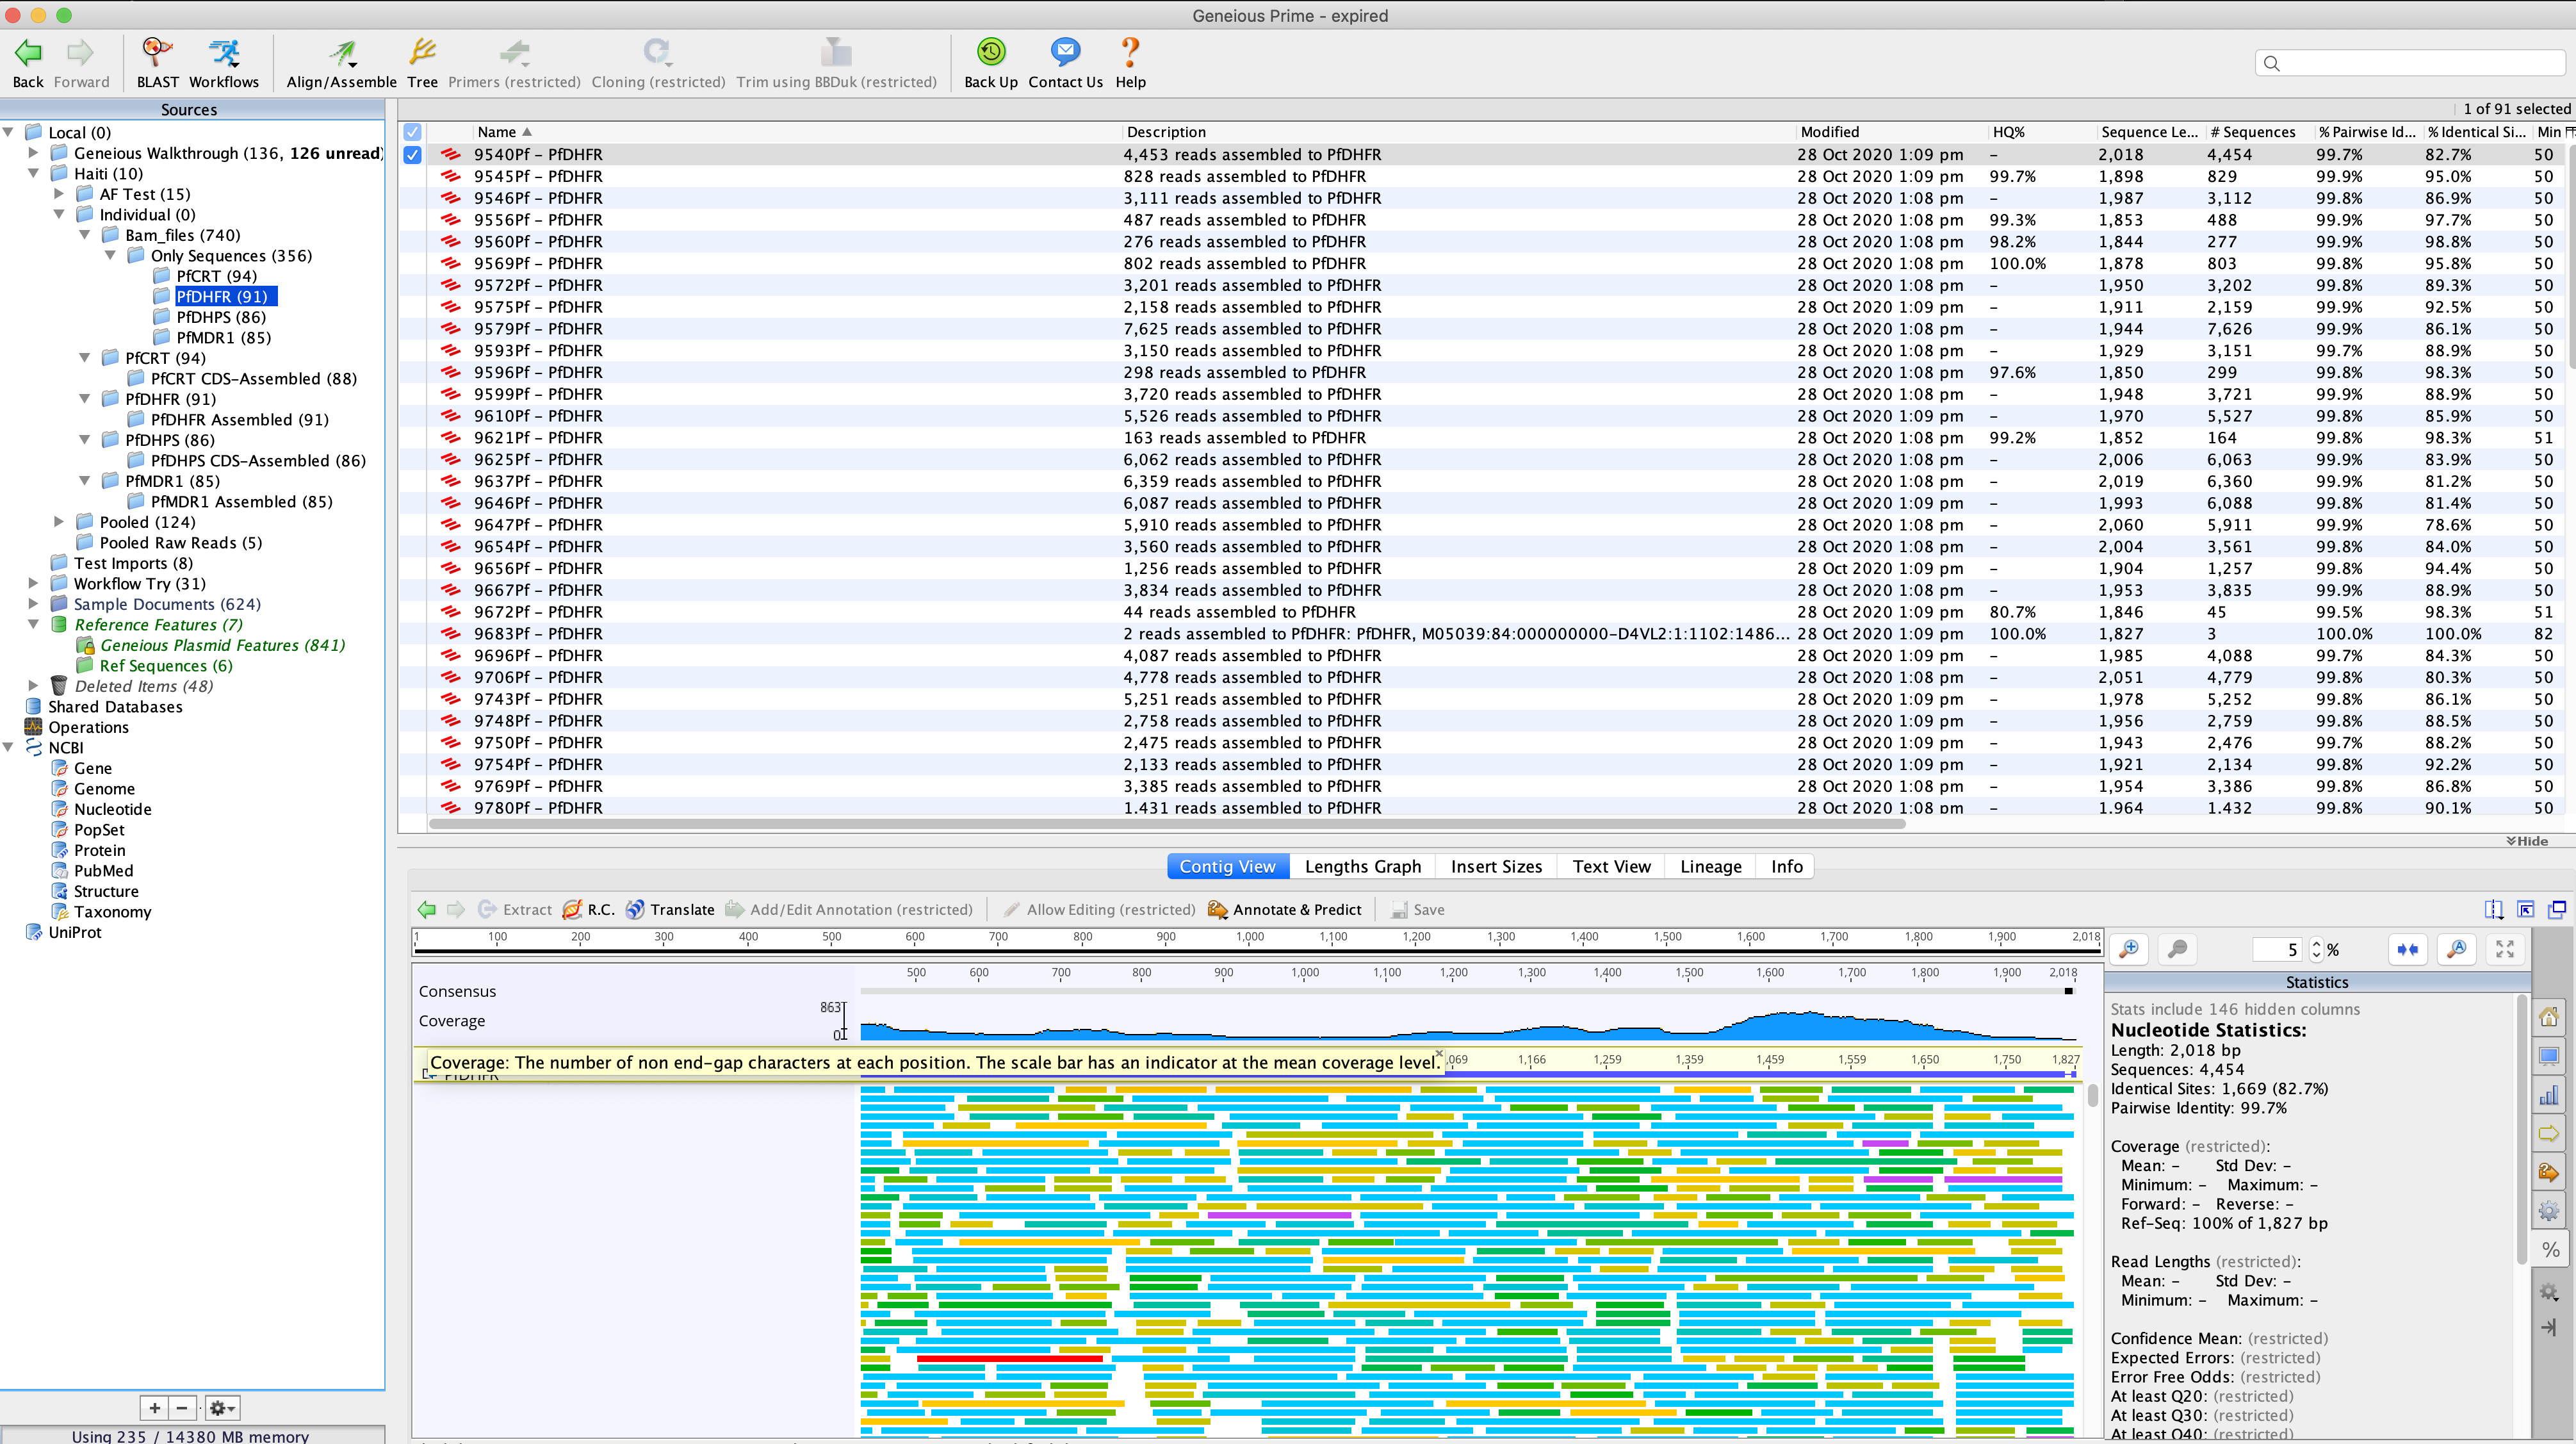 Geneious Prime - expired
Back Forward BLAST Workflows Align/Assemble Tree Primers (restricted) Cloning (restricted) Trim using BBDuk (restricted) Back Up Contact Us Help
Sources
Local (0)
Geneious Walkthrough (136, 126 unread)
Haiti (10)
AF Test (15)
Individual (0)
Bam_files (740)
Only Sequences (356)
PfCRT (94)
PfDHFR (91)
PfDHPS (86)
PfMDR1 (85)
PfCRT (94)
PfCRT CDS-Assembled (88)
PfDHFR (91)
PfDHFR Assembled (91)
PfDHPS (86)
PfDHPS CDS-Assembled (86)
PfMDR1 (85)
PfMDR1 Assembled (85)
Pooled (124)
Pooled Raw Reads (5)
Test Imports (8)
Workflow Try (31)
Sample Documents (624)
Reference Features (7)
Geneious Plasmid Features (841)
Ref Sequences (6)
Deleted Items (48)
Shared Databases
Operations
NCBI
Gene
Genome
Nucleotide
PopSet
Protein
PubMed
Structure
Taxonomy
UniProt
Using 235 / 14380 MB memory
1 of 91 selected
Name Description Modified HQ% Sequence Le... # Sequences % Pairwise Id... % Identical Si... Min
9540Pf – PfDHFR 4,453 reads assembled to PfDHFR 28 Oct 2020 1:09 pm – 2,018 4,454 99.7% 82.7% 50
9545Pf – PfDHFR 828 reads assembled to PfDHFR 28 Oct 2020 1:09 pm 99.7% 1,898 829 99.9% 95.0% 50
9546Pf – PfDHFR 3,111 reads assembled to PfDHFR 28 Oct 2020 1:08 pm – 1,987 3,112 99.8% 86.9% 50
9556Pf – PfDHFR 487 reads assembled to PfDHFR 28 Oct 2020 1:08 pm 99.3% 1,853 488 99.9% 97.7% 50
9560Pf – PfDHFR 276 reads assembled to PfDHFR 28 Oct 2020 1:08 pm 98.2% 1,844 277 99.9% 98.8% 50
9569Pf – PfDHFR 802 reads assembled to PfDHFR 28 Oct 2020 1:08 pm 100.0% 1,878 803 99.8% 95.8% 50
9572Pf – PfDHFR 3,201 reads assembled to PfDHFR 28 Oct 2020 1:08 pm – 1,950 3,202 99.8% 89.3% 50
9575Pf – PfDHFR 2,158 reads assembled to PfDHFR 28 Oct 2020 1:09 pm – 1,911 2,159 99.9% 92.5% 50
9579Pf – PfDHFR 7,625 reads assembled to PfDHFR 28 Oct 2020 1:08 pm – 1,944 7,626 99.9% 86.1% 50
9593Pf – PfDHFR 3,150 reads assembled to PfDHFR 28 Oct 2020 1:08 pm – 1,929 3,151 99.7% 88.9% 50
9596Pf – PfDHFR 298 reads assembled to PfDHFR 28 Oct 2020 1:08 pm 97.6% 1,850 299 99.8% 98.3% 50
9599Pf – PfDHFR 3,720 reads assembled to PfDHFR 28 Oct 2020 1:08 pm – 1,948 3,721 99.8% 88.9% 50
9610Pf – PfDHFR 5,526 reads assembled to PfDHFR 28 Oct 2020 1:09 pm – 1,970 5,527 99.8% 85.9% 50
9621Pf – PfDHFR 163 reads assembled to PfDHFR 28 Oct 2020 1:08 pm 99.2% 1,852 164 99.8% 98.3% 51
9625Pf – PfDHFR 6,062 reads assembled to PfDHFR 28 Oct 2020 1:08 pm – 2,006 6,063 99.9% 83.9% 50
9637Pf – PfDHFR 6,359 reads assembled to PfDHFR 28 Oct 2020 1:08 pm – 2,019 6,360 99.9% 81.2% 50
9646Pf – PfDHFR 6,087 reads assembled to PfDHFR 28 Oct 2020 1:09 pm – 1,993 6,088 99.8% 81.4% 50
9647Pf – PfDHFR 5,910 reads assembled to PfDHFR 28 Oct 2020 1:08 pm – 2,060 5,911 99.9% 78.6% 50
9654Pf – PfDHFR 3,560 reads assembled to PfDHFR 28 Oct 2020 1:08 pm – 2,004 3,561 99.8% 84.0% 50
9656Pf – PfDHFR 1,256 reads assembled to PfDHFR 28 Oct 2020 1:09 pm – 1,904 1,257 99.8% 94.4% 50
9667Pf – PfDHFR 3,834 reads assembled to PfDHFR 28 Oct 2020 1:08 pm – 1,953 3,835 99.8% 88.9% 50
9672Pf – PfDHFR 44 reads assembled to PfDHFR 28 Oct 2020 1:09 pm 80.7% 1,846 45 99.5% 98.3% 51
9683Pf – PfDHFR 2 reads assembled to PfDHFR: PfDHFR, M05039:84:000000000-D4VL2:1:1102:1486... 28 Oct 2020 1:09 pm 100.0% 1,827 3 100.0% 100.0% 82
9696Pf – PfDHFR 4,087 reads assembled to PfDHFR 28 Oct 2020 1:09 pm – 1,985 4,088 99.7% 84.3% 50
9706Pf – PfDHFR 4,778 reads assembled to PfDHFR 28 Oct 2020 1:09 pm – 2,051 4,779 99.8% 80.3% 50
9743Pf – PfDHFR 5,251 reads assembled to PfDHFR 28 Oct 2020 1:09 pm – 1,978 5,252 99.8% 86.1% 50
9748Pf – PfDHFR 2,758 reads assembled to PfDHFR 28 Oct 2020 1:09 pm – 1,956 2,759 99.8% 88.5% 50
9750Pf – PfDHFR 2,475 reads assembled to PfDHFR 28 Oct 2020 1:09 pm – 1,943 2,476 99.7% 88.2% 50
9754Pf – PfDHFR 2,133 reads assembled to PfDHFR 28 Oct 2020 1:09 pm – 1,921 2,134 99.8% 92.2% 50
9769Pf – PfDHFR 3,385 reads assembled to PfDHFR 28 Oct 2020 1:08 pm – 1,954 3,386 99.8% 86.8% 50
9780Pf – PfDHFR 1,431 reads assembled to PfDHFR 28 Oct 2020 1:08 pm – 1,964 1,432 99.8% 90.1% 50
Hide
Contig View Lengths Graph Insert Sizes Text View Lineage Info
Extract R.C. Translate Add/Edit Annotation (restricted) Allow Editing (restricted) Annotate & Predict Save
1 100 200 300 400 500 600 700 800 900 1,000 1,100 1,200 1,300 1,400 1,500 1,600 1,700 1,800 1,900 2,018
5 %
500 600 700 800 900 1,000 1,100 1,200 1,300 1,400 1,500 1,600 1,700 1,800 1,900 2,018
Consensus
863
Coverage
0
Coverage: The number of non end-gap characters at each position. The scale bar has an indicator at the mean coverage level.
,069 1,166 1,259 1,359 1,459 1,559 1,650 1,750 1,827
PfDHFR
Statistics
Stats include 146 hidden columns
Nucleotide Statistics:
Length: 2,018 bp
Sequences: 4,454
Identical Sites: 1,669 (82.7%)
Pairwise Identity: 99.7%
Coverage (restricted):
Mean: – Std Dev: –
Minimum: – Maximum: –
Forward: – Reverse: –
Ref-Seq: 100% of 1,827 bp
Read Lengths (restricted):
Mean: – Std Dev: –
Minimum: – Maximum: –
Confidence Mean: (restricted)
Expected Errors: (restricted)
Error Free Odds: (restricted)
At least Q20: (restricted)
At least Q30: (restricted)
At least Q40: (restricted)
%